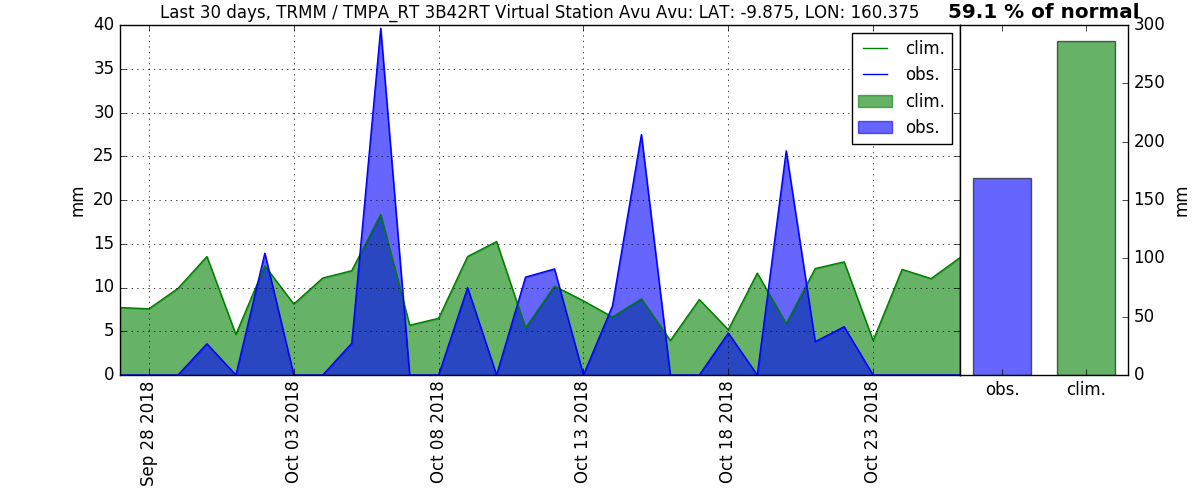 Last 30 days, TRMM / TMPA_RT 3B42RT Virtual Station Avu Avu: LAT: -9.875, LON: 160.375
59.1 % of normal
40
35
30
25
20
15
10
5
0
mm
clim.
obs.
clim.
obs.
Sep 28 2018
Oct 03 2018
Oct 08 2018
Oct 13 2018
Oct 18 2018
Oct 23 2018
300
250
200
150
100
50
0
mm
obs.
clim.